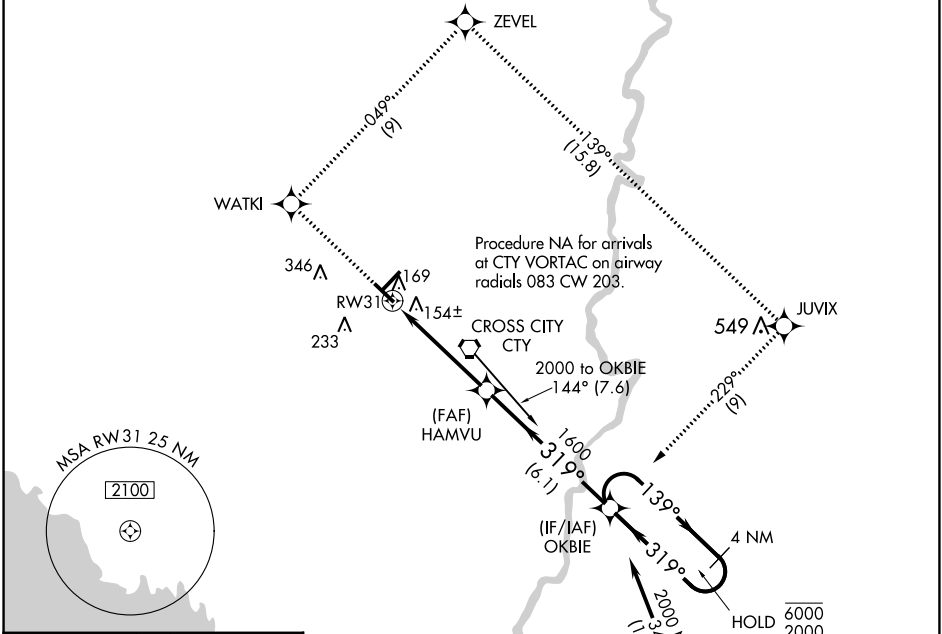 ZEVEL
049°
(9)
139°
(15.8)
WATKI
Procedure NA for arrivals
at CTY VORTAC on airway
radials 083 CW 203.
346
169
RW31
154±
233
CROSS CITY
CTY
549
JUVIX
2000 to OKBIE
144° (7.6)
229°
(9)
(FAF)
HAMVU
1600
319°
(6.1)
MSA RW31 25 NM
2100
139°
(IF/IAF)
OKBIE
4 NM
319°
2000
HOLD
6000
2000